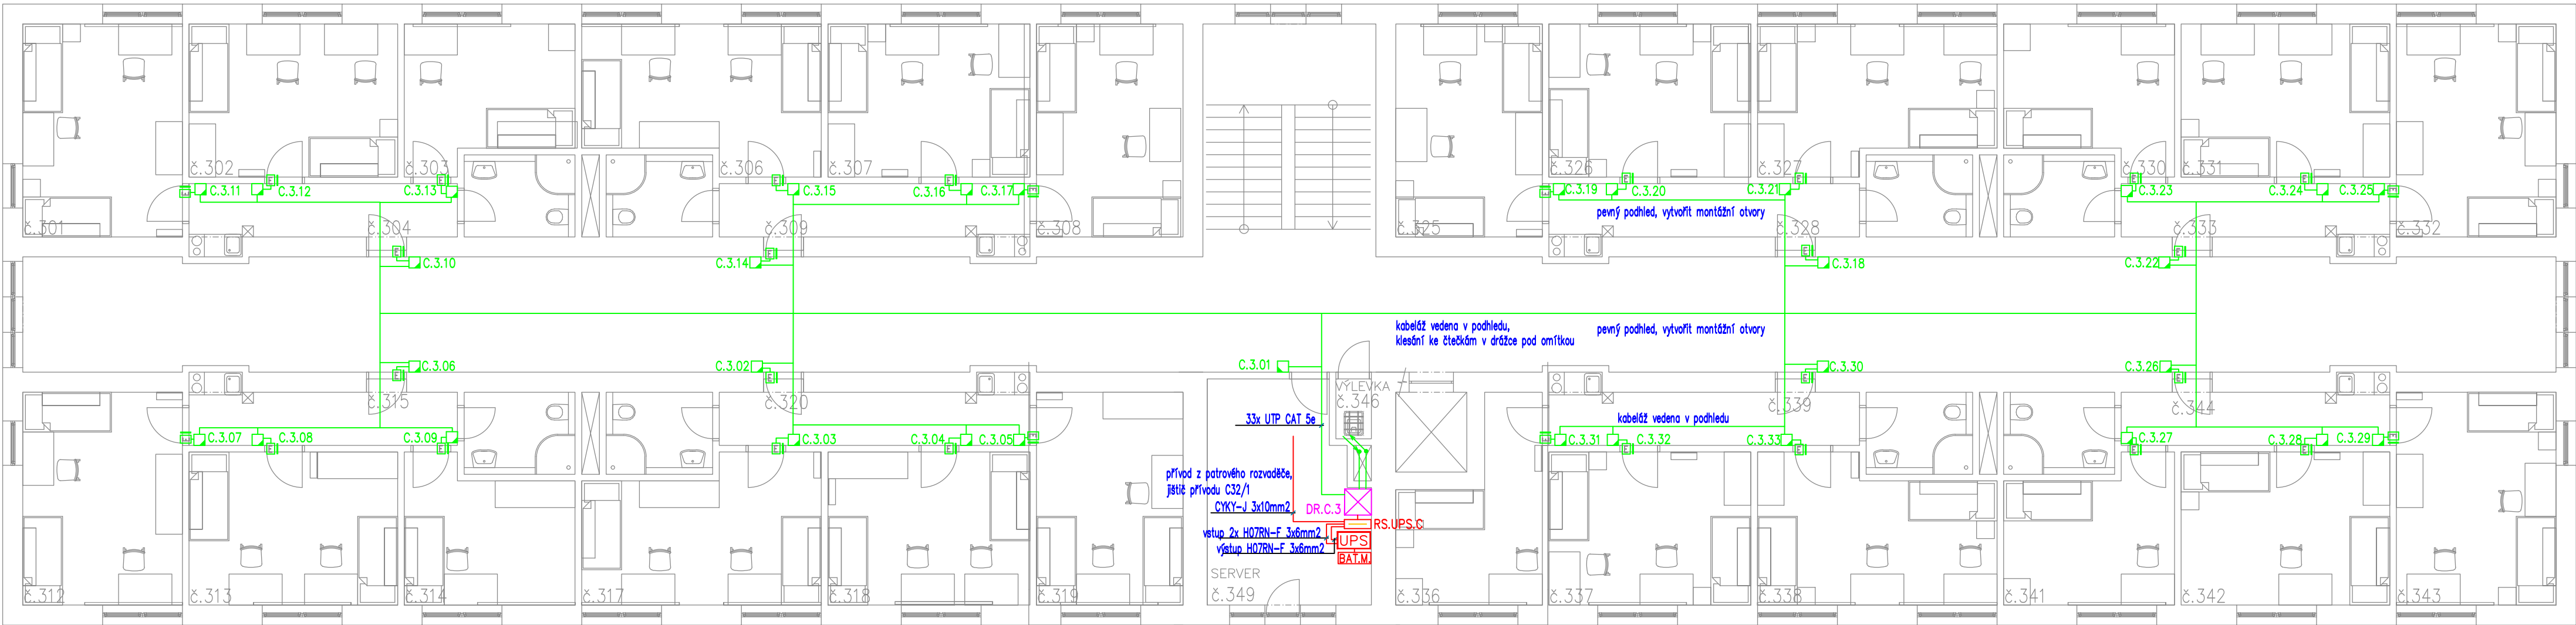 č.302
č.303
č.306
č.307
č.326
č.327
č.330
č.331
C.3.11
C.3.12
C.3.13
C.3.15
C.3.16
C.3.17
C.3.19
C.3.20
C.3.21
C.3.23
C.3.24
C.3.25
pevný podhled, vytvořit montážní otvory
č.301
č.304
č.309
č.308
č.325
č.328
č.333
č.332
C.3.10
C.3.14
C.3.18
C.3.22
kabeláž vedena v podhledu,
klesání ke čtečkám v drážce pod omítkou
pevný podhled, vytvořit montážní otvory
C.3.06
C.3.02
C.3.01
C.3.30
C.3.26
VÝLEVKA
č.346
č.315
č.320
č.339
č.344
33x UTP CAT 5e
kabeláž vedena v podhledu
C.3.07
C.3.08
C.3.09
C.3.03
C.3.04
C.3.05
C.3.31
C.3.32
C.3.33
C.3.27
C.3.28
C.3.29
přívod z patrového rozvaděče,
jistič přívodu C32/1
CYKY-J 3x10mm2
DR.C.3
RS.UPS.C
vstup 2x H07RN-F 3x6mm2
výstup H07RN-F 3x6mm2
UPS
BAT.M.
SERVER
č.349
č.312
č.313
č.314
č.317
č.318
č.319
č.336
č.337
č.338
č.341
č.342
č.343